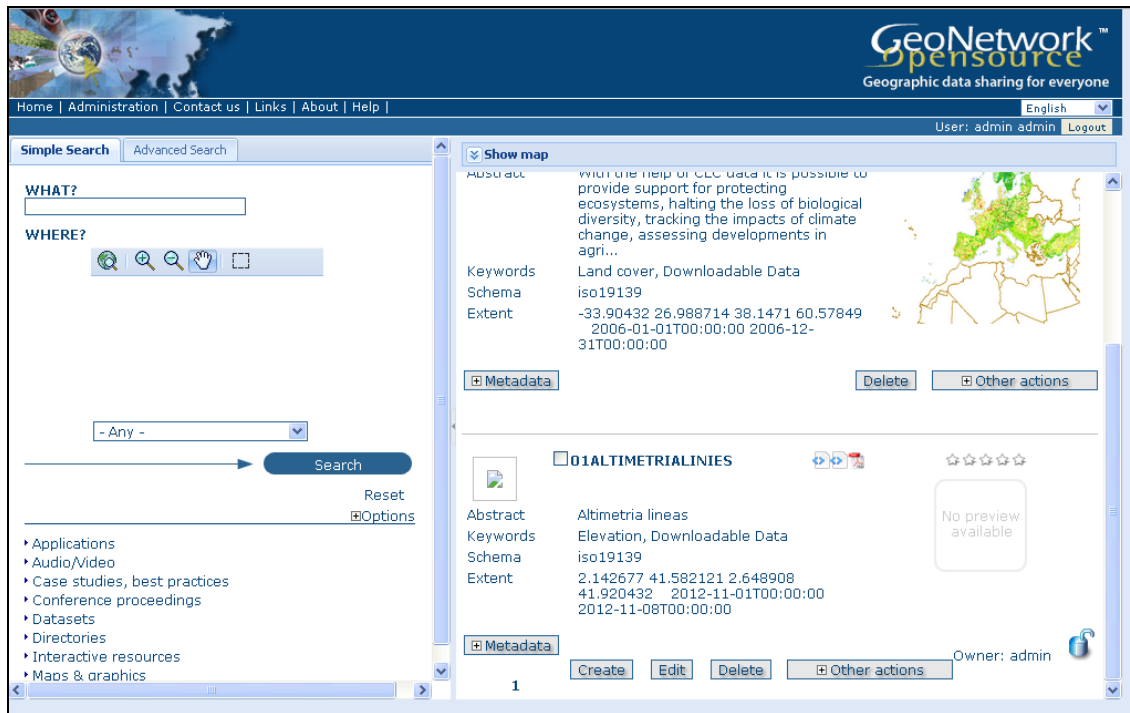 GeoNetwork ™
Opensource
Geographic data sharing for everyone
Home | Administration | Contact us | Links | About | Help |
English
User: admin admin Logout
Simple Search Advanced Search
WHAT?
WHERE?
- Any -
Search
Reset
Options
Applications
Audio/Video
Case studies, best practices
Conference proceedings
Datasets
Directories
Interactive resources
Maps & graphics
Show map
Abstract With the help of CLC data it is possible to
provide support for protecting
ecosystems, halting the loss of biological
diversity, tracking the impacts of climate
change, assessing developments in
agri...
Keywords Land cover, Downloadable Data
Schema iso19139
Extent -33.90432 26.988714 38.1471 60.57849
2006-01-01T00:00:00 2006-12-
31T00:00:00
Metadata Delete Other actions
01ALTIMETRIALINIES
Abstract Altimetria lineas
Keywords Elevation, Downloadable Data
Schema iso19139
Extent 2.142677 41.582121 2.648908
41.920432 2012-11-01T00:00:00
2012-11-08T00:00:00
No preview
available
Metadata
Owner: admin
Create Edit Delete Other actions
1